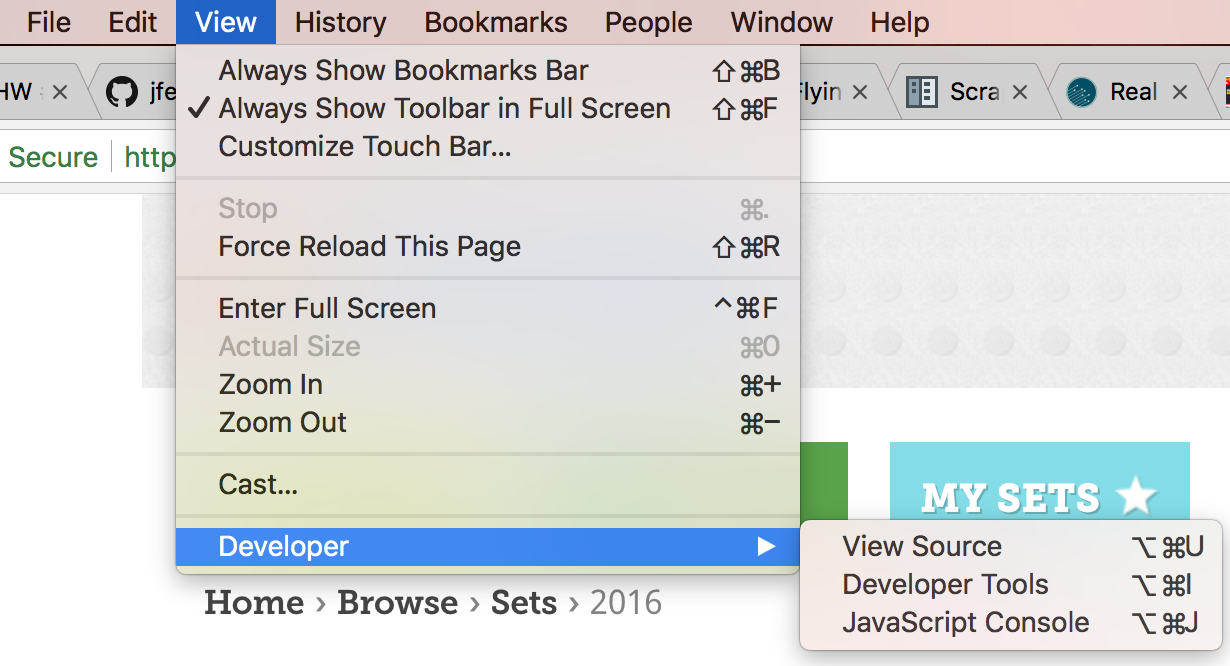 File Edit View History Bookmarks People Window Help
HW jfe Flyin Scra Real
Secure http
Always Show Bookmarks Bar ⇧⌘B
✓ Always Show Toolbar in Full Screen ⇧⌘F
Customize Touch Bar...
Stop ⌘.
Force Reload This Page ⇧⌘R
Enter Full Screen ^⌘F
Actual Size ⌘0
Zoom In ⌘+
Zoom Out ⌘−
Cast...
Developer ▶
MY SETS ★
View Source ⌥⌘U
Developer Tools ⌥⌘I
JavaScript Console ⌥⌘J
Home › Browse › Sets › 2016